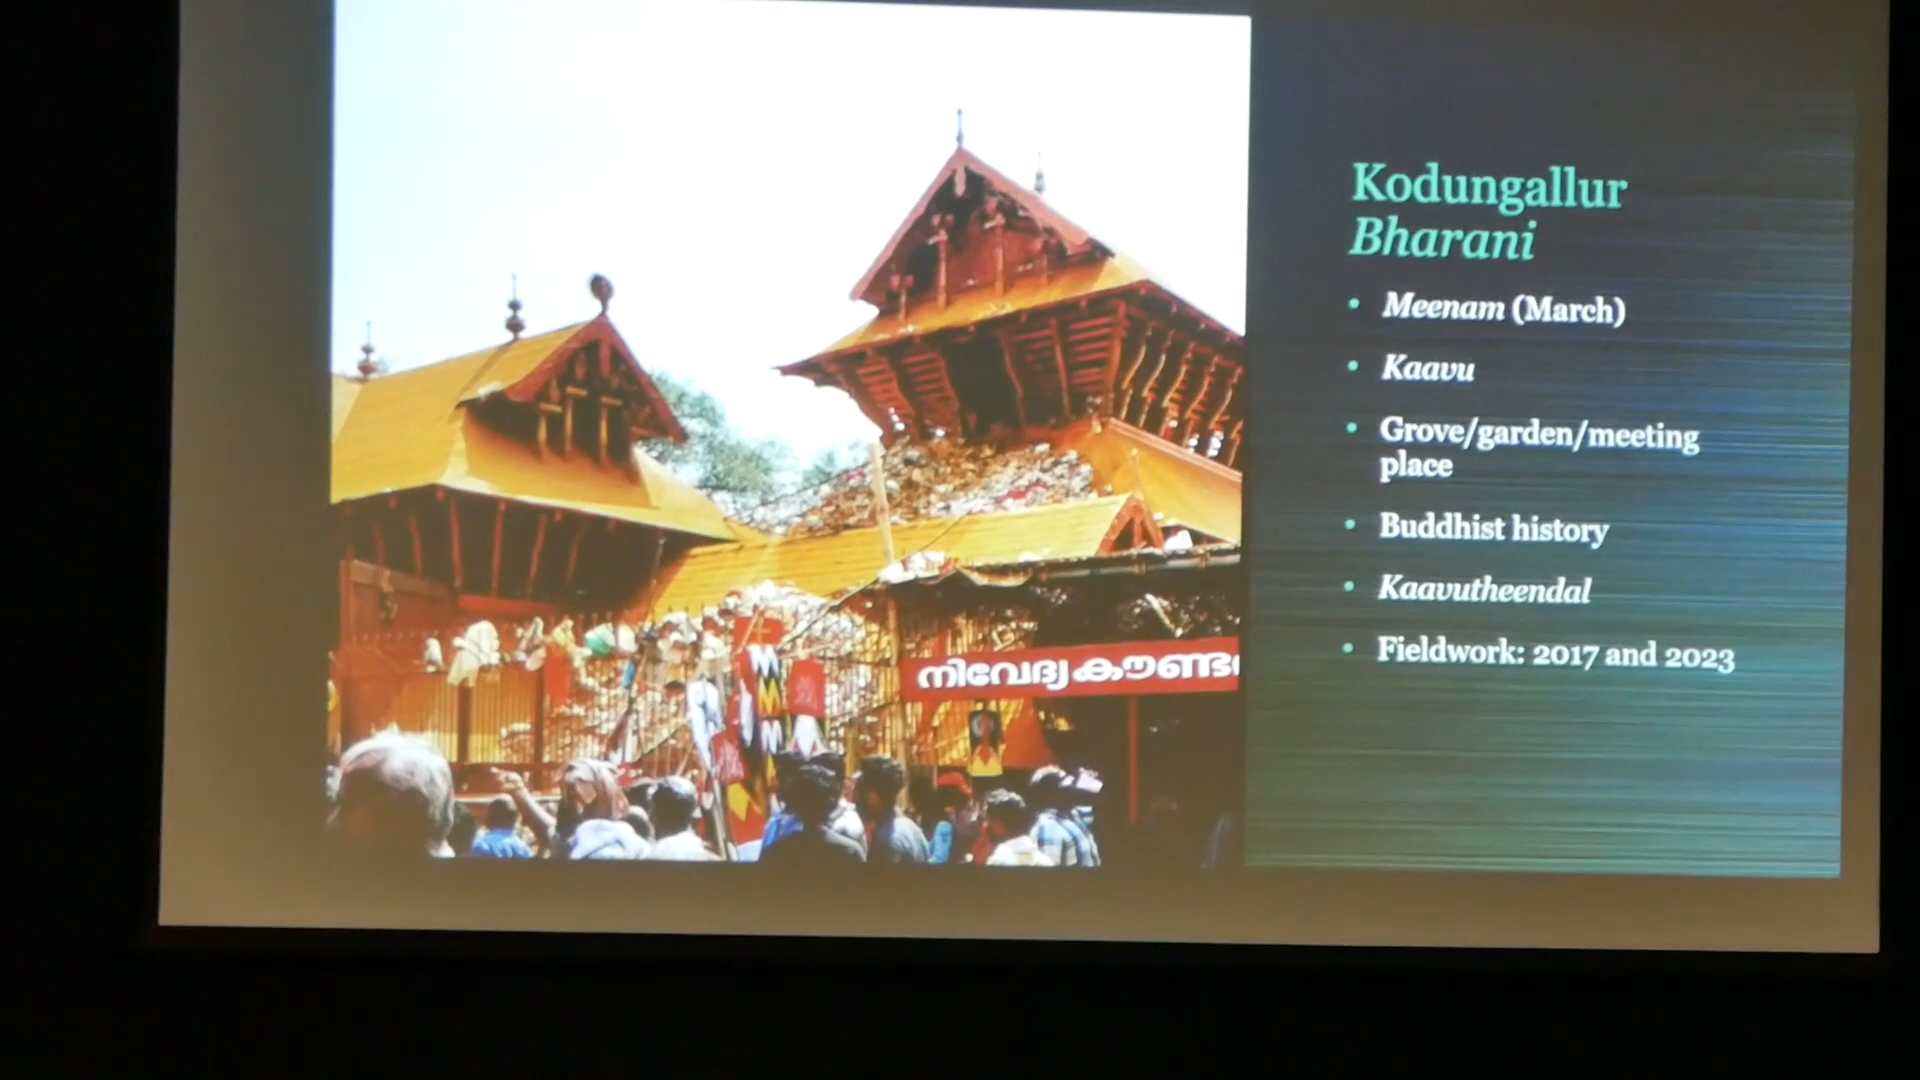 Kodungallur
Bharani
Meenam (March)
Kaavu
Grove/garden/meeting
place
Buddhist history
Kaavutheendal
Fieldwork: 2017 and 2023
നിവേദ്യ